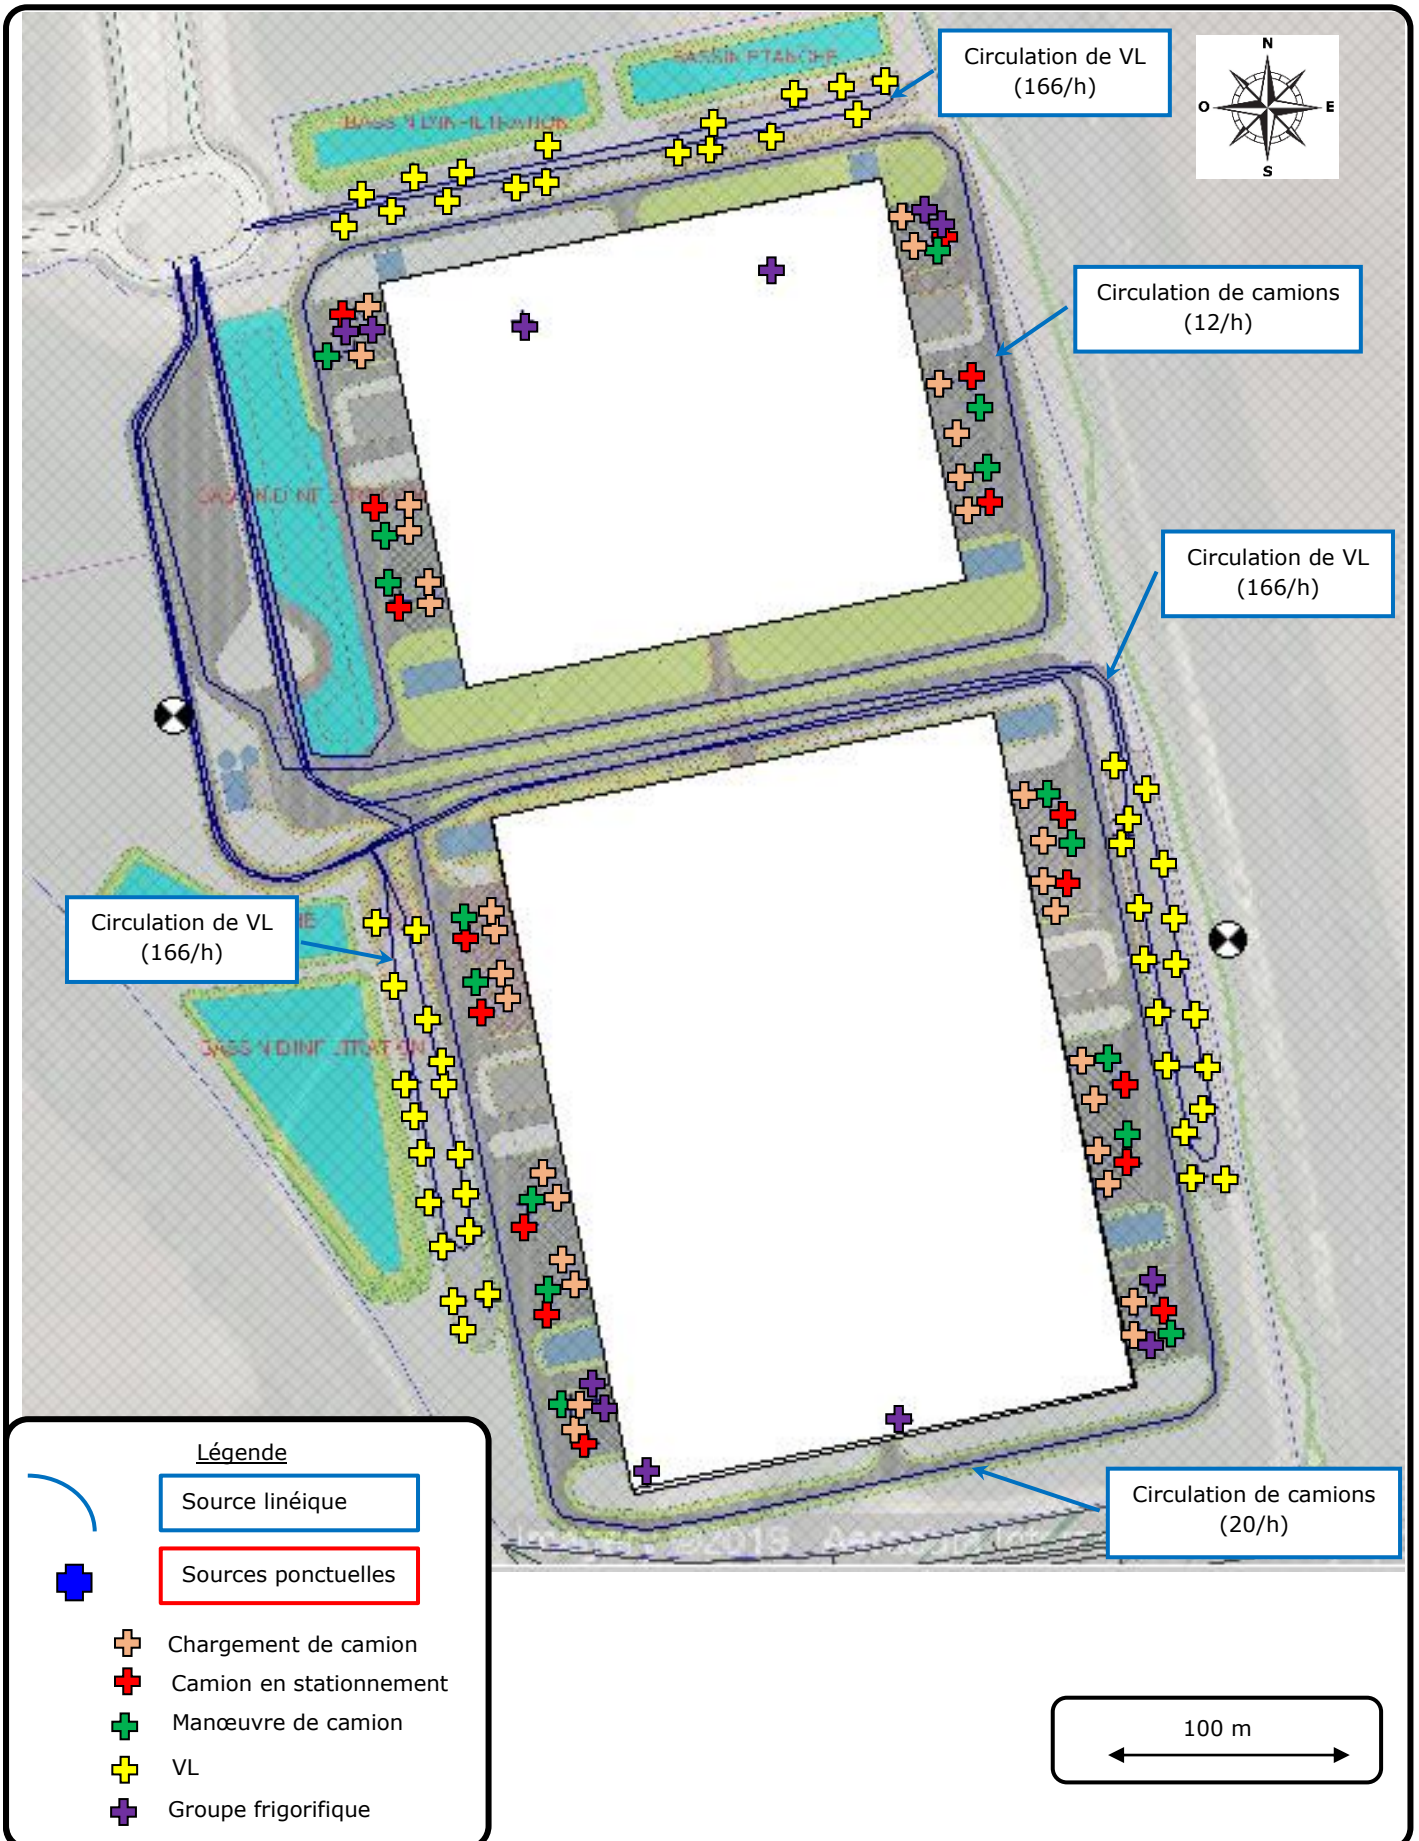 BASSIN ETANCHE
Circulation de VL
(166/h)
N
O
E
S
Circulation de camions
(12/h)
Circulation de VL
(166/h)
Circulation de VL
(166/h)
Légende
Source linéique
Sources ponctuelles
Chargement de camion
Camion en stationnement
Manœuvre de camion
VL
Groupe frigorifique
Circulation de camions
(20/h)
100 m